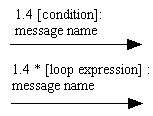 1.4 [condition]:
message name
1.4 * [loop expression] :
message name